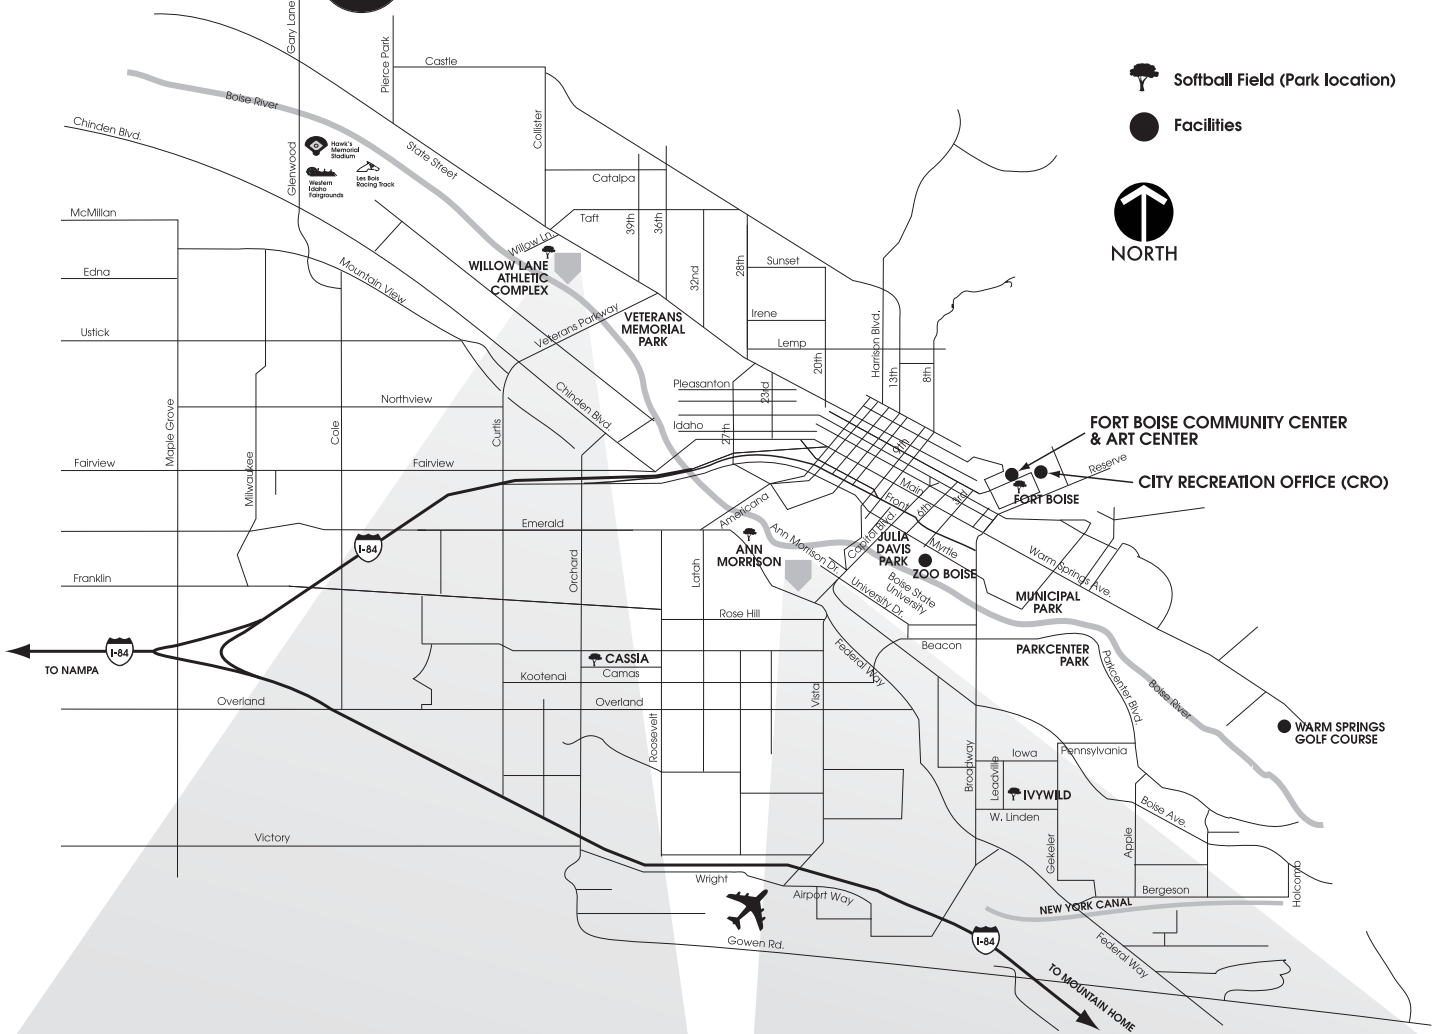 Gary Lane
Pierce Park
Castle
Softball Field (Park location)
Facilities
NORTH
Boise River
Chinden Blvd.
State Street
Collister
Glenwood
Hawk's
Memorial
Stadium
Western
Idaho
Fairgrounds
Les Bois
Racing Track
Catalpa
Taft
39th
36th
McMillan
Edna
Ustick
Mountain View
Willow Ln.
WILLOW LANE
ATHLETIC
COMPLEX
Veterans Parkway
VETERANS
MEMORIAL
PARK
32nd
28th
Sunset
Irene
Lemp
20th
Harrison Blvd.
13th
8th
Pleasanton
23rd
Idaho
27th
Northview
Chinden Blvd.
Maple Grove
Milwaukee
Cole
Curtis
Fairview
Fairview
9th
Main
Front
6th
3rd
FORT BOISE COMMUNITY CENTER
& ART CENTER
Reserve
CITY RECREATION OFFICE (CRO)
FORT BOISE
Americana
Emerald
I-84
Franklin
Orchard
Latah
ANN
MORRISON
Ann Morrison Dr.
Capitol Blvd.
JULIA
DAVIS
PARK
Myrtle
ZOO BOISE
Boise State
University
University Dr.
Warm Springs Ave.
MUNICIPAL
PARK
Rose Hill
I-84
TO NAMPA
CASSIA
Camas
Kootenai
Overland
Overland
Roosevelt
Vista
Federal Way
Beacon
PARKCENTER
PARK
Parkcenter Blvd.
Boise River
WARM SPRINGS
GOLF COURSE
Broadway
Leadville
Iowa
Pennsylvania
IVYWILD
W. Linden
Gekeler
Apple
Boise Ave.
Victory
Wright
Airport Way
Gowen Rd.
Bergeson
Holcomb
NEW YORK CANAL
I-84
Federal Way
TO MOUNTAIN HOME